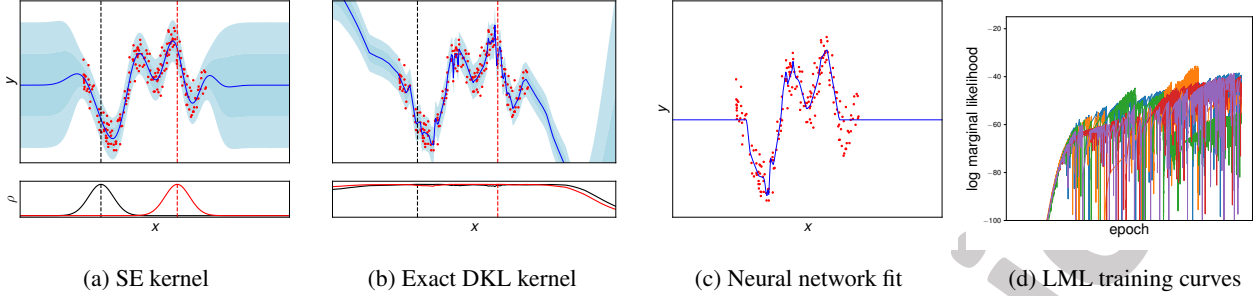 y
ρ
x
(a) SE kernel
x
(b) Exact DKL kernel
y
x
(c) Neural network fit
log marginal likelihood
−20
−40
−60
−80
−100
epoch
(d) LML training curves